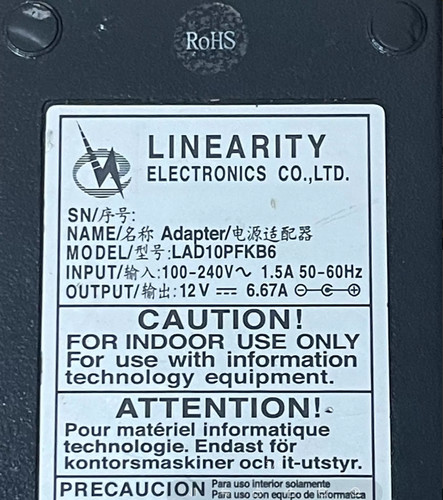 RoHS
LINEARITY
ELECTRONICS CO.,LTD.
SN/序号:
NAME/名称 Adapter/电源适配器
MODEL/型号:LAD10PFKB6
INPUT/输入:100-240V～ 1.5A 50-60Hz
OUTPUT/输出:12V ⎓ 6.67A
CAUTION!
FOR INDOOR USE ONLY
For use with information
technology equipment.
ATTENTION!
Pour matériel informatique
technologie. Endast för
kontorsmaskiner och it-utstyr.
PRECAUCION Para uso interior solamente
Para uso con equipo de informatica